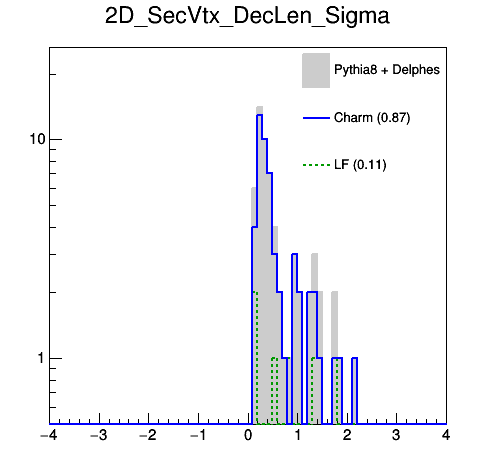 2D_SecVtx_DecLen_Sigma
Pythia8 + Delphes
Charm (0.87)
LF (0.11)
10
1
−4 −3 −2 −1 0 1 2 3 4